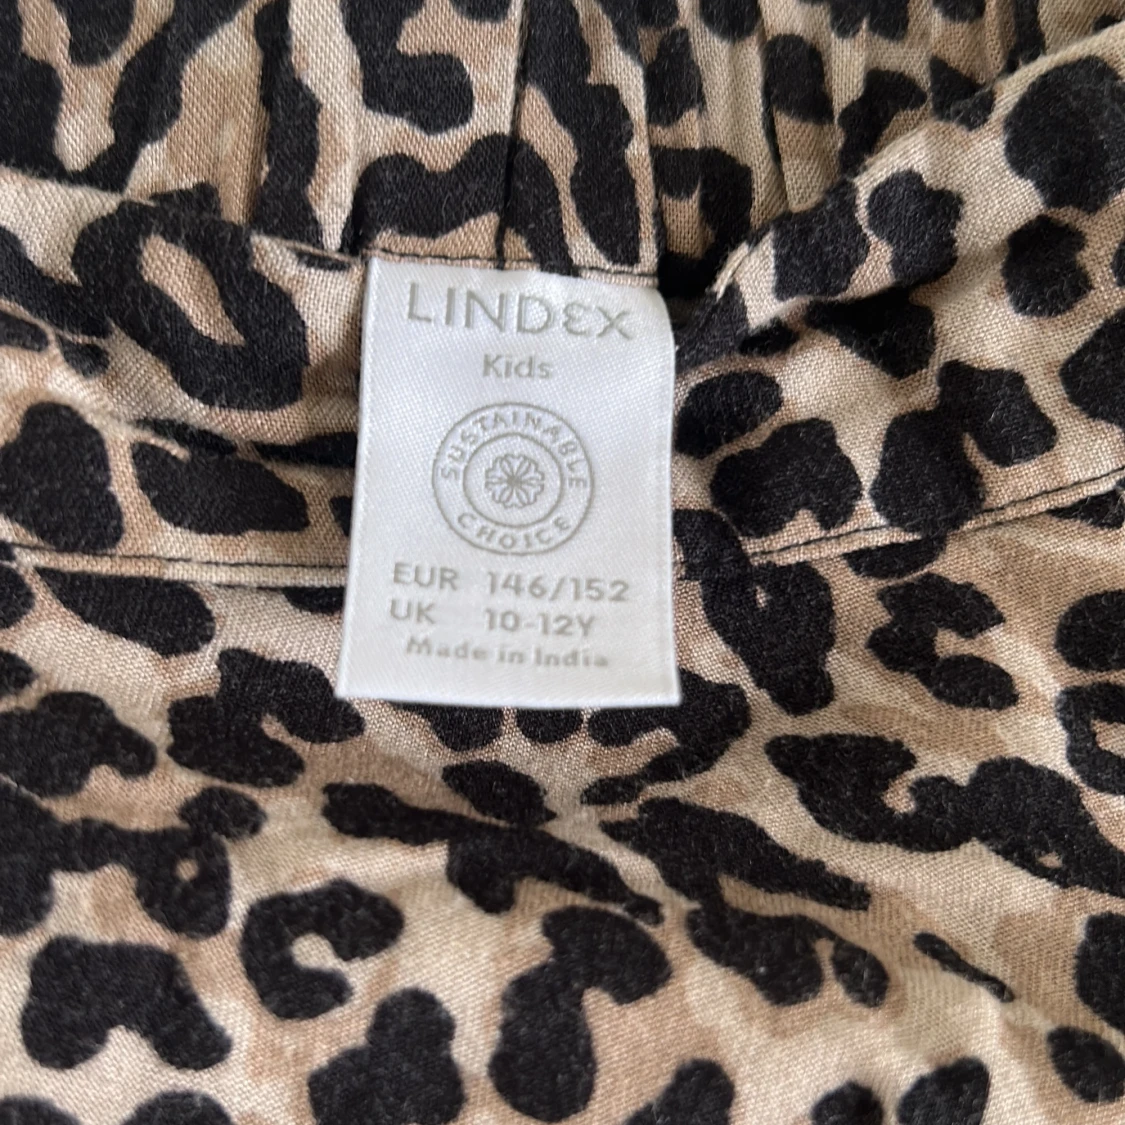 LINDEX
Kids
SUSTAINABLE
CHOICE
EUR 146/152
UK 10-12Y
Made in India